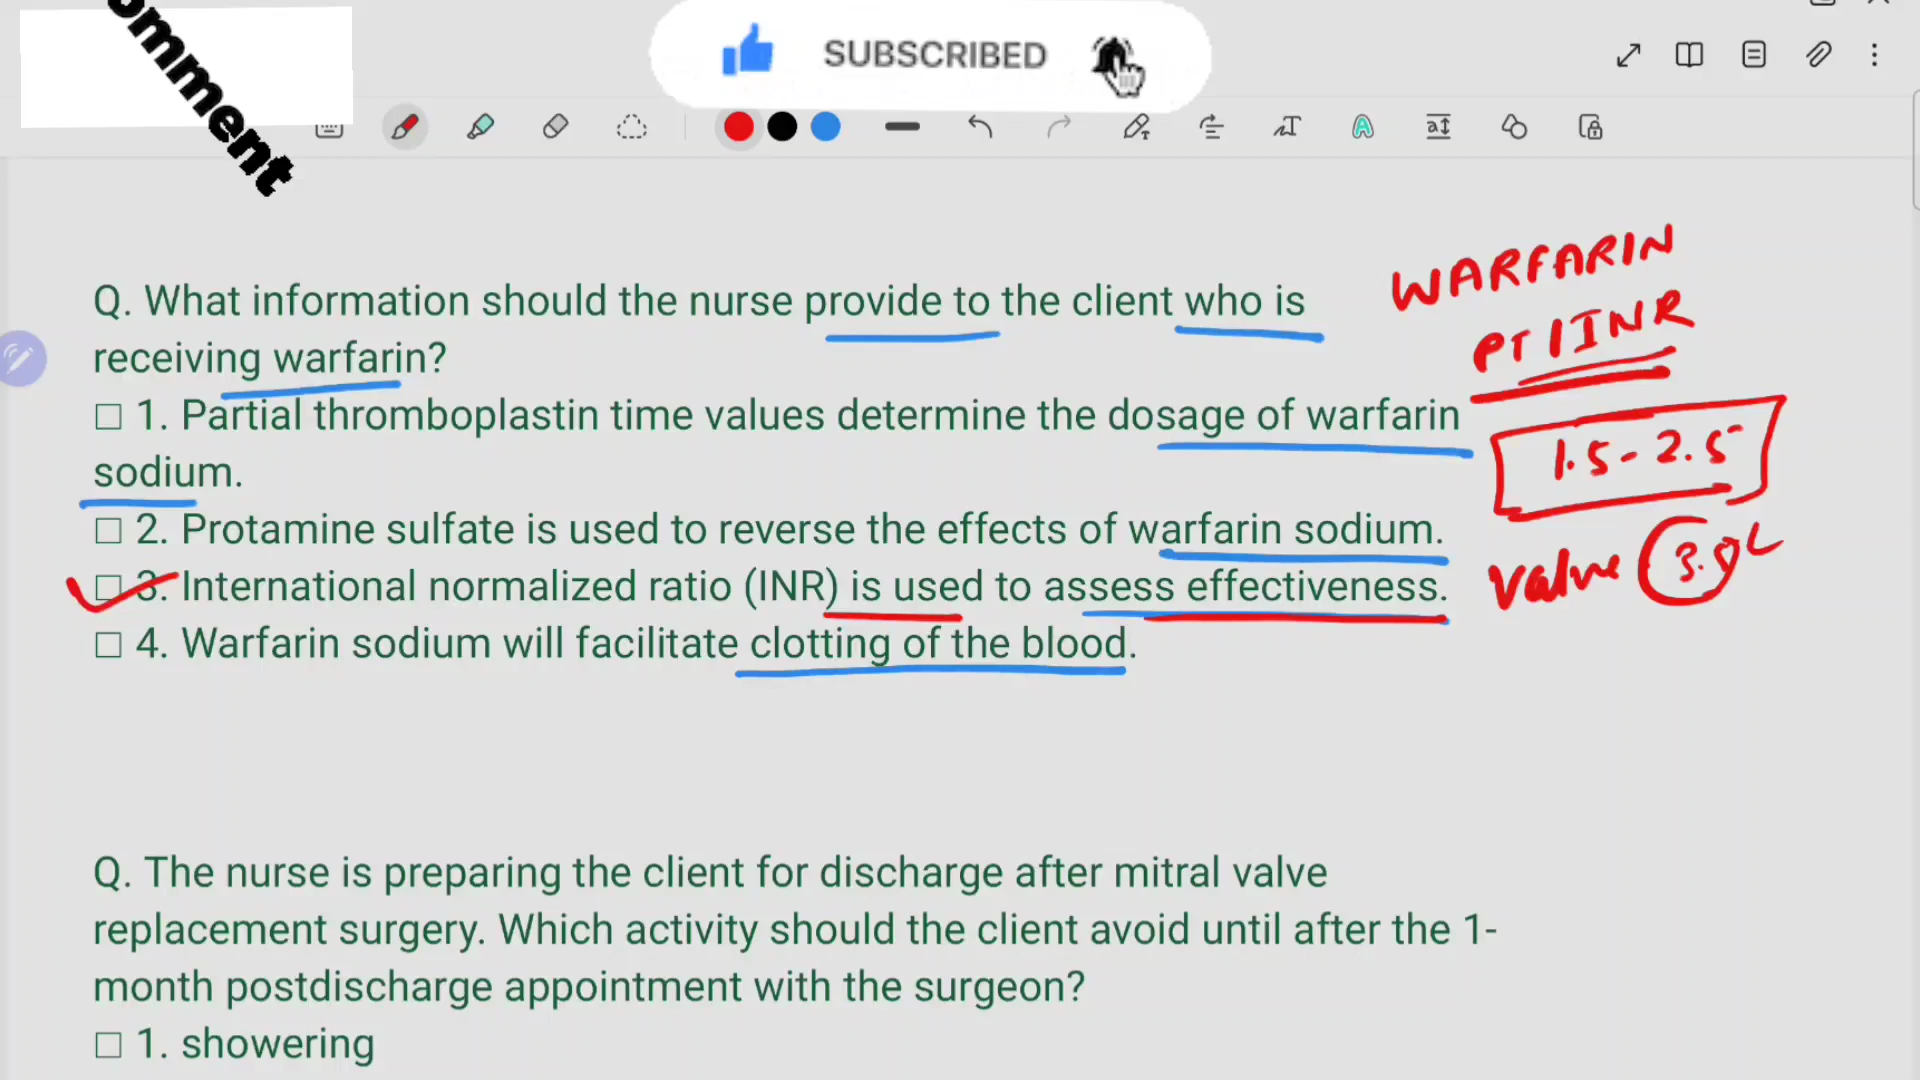 omment
SUBSCRIBED
Q. What information should the nurse provide to the client who is
receiving warfarin?
☐ 1. Partial thromboplastin time values determine the dosage of warfarin
sodium.
☐ 2. Protamine sulfate is used to reverse the effects of warfarin sodium.
☐ 3. International normalized ratio (INR) is used to assess effectiveness.
☐ 4. Warfarin sodium will facilitate clotting of the blood.
WARFARIN
PT/INR
1.5-2.5
Value
Q. The nurse is preparing the client for discharge after mitral valve
replacement surgery. Which activity should the client avoid until after the 1-
month postdischarge appointment with the surgeon?
☐ 1. showering